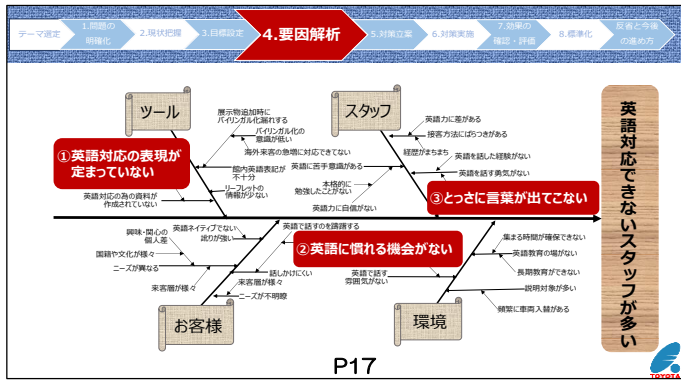 テーマ選定
1.問題の
明確化
2.現状把握
3.目標設定
4.要因解析
5.対策立案
6.対策実施
7.効果の
確認・評価
8.標準化
反省と今後
の進め方
ツール
展示物追加時に
バイリンガル化漏れする
バイリンガル化の
意識が低い
海外来客の急増に対応できてない
①英語対応の表現が
定まっていない
館内英語表記が
不十分
リーフレットの
情報が少ない
英語対応の為の資料が
作成されていない
スタッフ
英語力に差がある
接客方法にばらつきがある
経歴がまちまち
英語に苦手意識がある
英語を話した経験がない
英語を話す勇気がない
本格的に
勉強したことがない
英語力に自信がない
③とっさに言葉が出てこない
英語対応できないスタッフが多い
英語ネイティブでない
訛りが強い
興味・関心の
個人差
国籍や文化が様々
ニーズが異なる
来客層が様々
話しかけにくい
来客層が様々
ニーズが不明瞭
お客様
英語で話すのを躊躇する
②英語に慣れる機会がない
英語で話す
雰囲気がない
集まる時間が確保できない
英語教育の場がない
長期教育ができない
説明対象が多い
頻繁に車両入替がある
環境
P17
TOYOTA